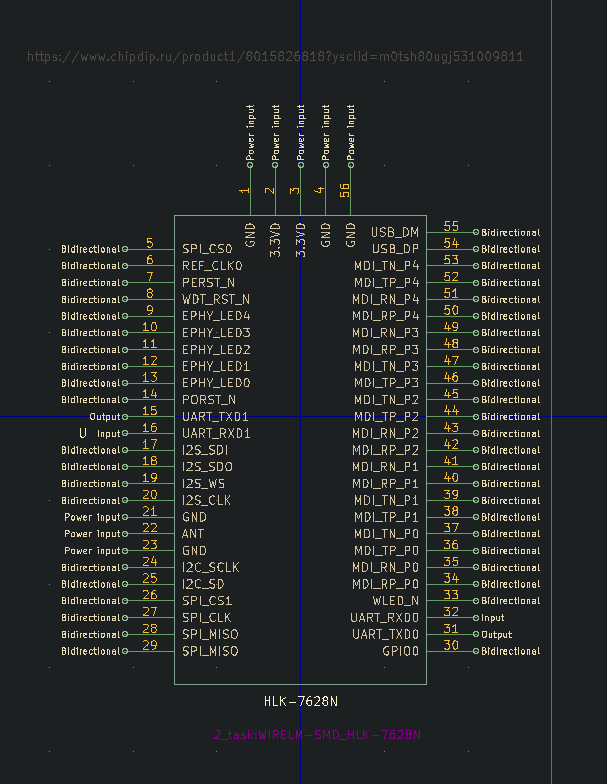 https://www.chipdip.ru/product1/8015826818?ysclid=m0tsh80ugj531009811
Power input Power input Power input Power input Power input
1 2 3 4 56
GND 3.3VD 3.3VD GND GND
USB_DM 55 Bidirectional
Bidirectional 5 SPI_CS0 USB_DP 54 Bidirectional
Bidirectional 6 REF_CLK0 MDI_TN_P4 53 Bidirectional
Bidirectional 7 PERST_N MDI_TP_P4 52 Bidirectional
Bidirectional 8 WDT_RST_N MDI_RN_P4 51 Bidirectional
Bidirectional 9 EPHY_LED4 MDI_RP_P4 50 Bidirectional
Bidirectional 10 EPHY_LED3 MDI_RN_P3 49 Bidirectional
Bidirectional 11 EPHY_LED2 MDI_RP_P3 48 Bidirectional
Bidirectional 12 EPHY_LED1 MDI_TN_P3 47 Bidirectional
Bidirectional 13 EPHY_LED0 MDI_TP_P3 46 Bidirectional
Bidirectional 14 PORST_N MDI_TN_P2 45 Bidirectional
Output 15 UART_TXD1 MDI_TP_P2 44 Bidirectional
U Input 16 UART_RXD1 MDI_RN_P2 43 Bidirectional
Bidirectional 17 I2S_SDI MDI_RP_P2 42 Bidirectional
Bidirectional 18 I2S_SDO MDI_RN_P1 41 Bidirectional
Bidirectional 19 I2S_WS MDI_RP_P1 40 Bidirectional
Bidirectional 20 I2S_CLK MDI_TN_P1 39 Bidirectional
Power input 21 GND MDI_TP_P1 38 Bidirectional
Power input 22 ANT MDI_TN_P0 37 Bidirectional
Power input 23 GND MDI_TP_P0 36 Bidirectional
Bidirectional 24 I2C_SCLK MDI_RN_P0 35 Bidirectional
Bidirectional 25 I2C_SD MDI_RP_P0 34 Bidirectional
Bidirectional 26 SPI_CS1 WLED_N 33 Bidirectional
Bidirectional 27 SPI_CLK UART_RXD0 32 Input
Bidirectional 28 SPI_MISO UART_TXD0 31 Output
Bidirectional 29 SPI_MISO GPIO0 30 Bidirectional
HLK-7628N
2_task:WIRELM-SMD_HLK-7628N